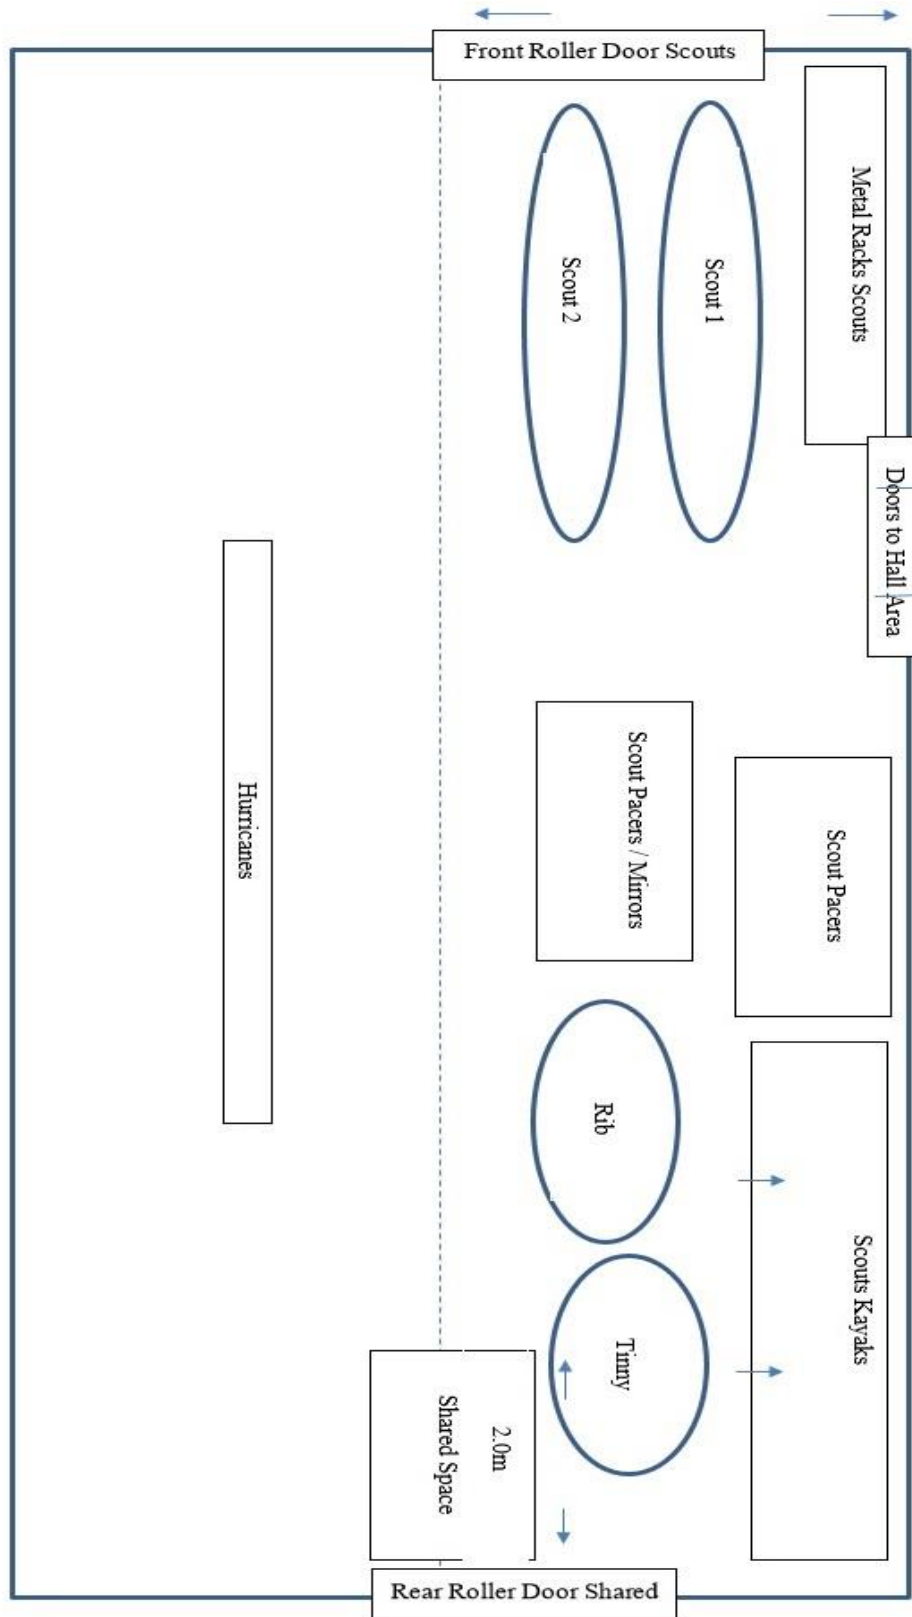 Front Roller Door Scouts
Metal Racks Scouts
Scout 1
Scout 2
Doors to Hall Area
Scout Pacers / Mirrors
Scout Pacers
Hurricanes
Rib
Scouts Kayaks
Tinny
2.0m
Shared Space
Rear Roller Door Shared